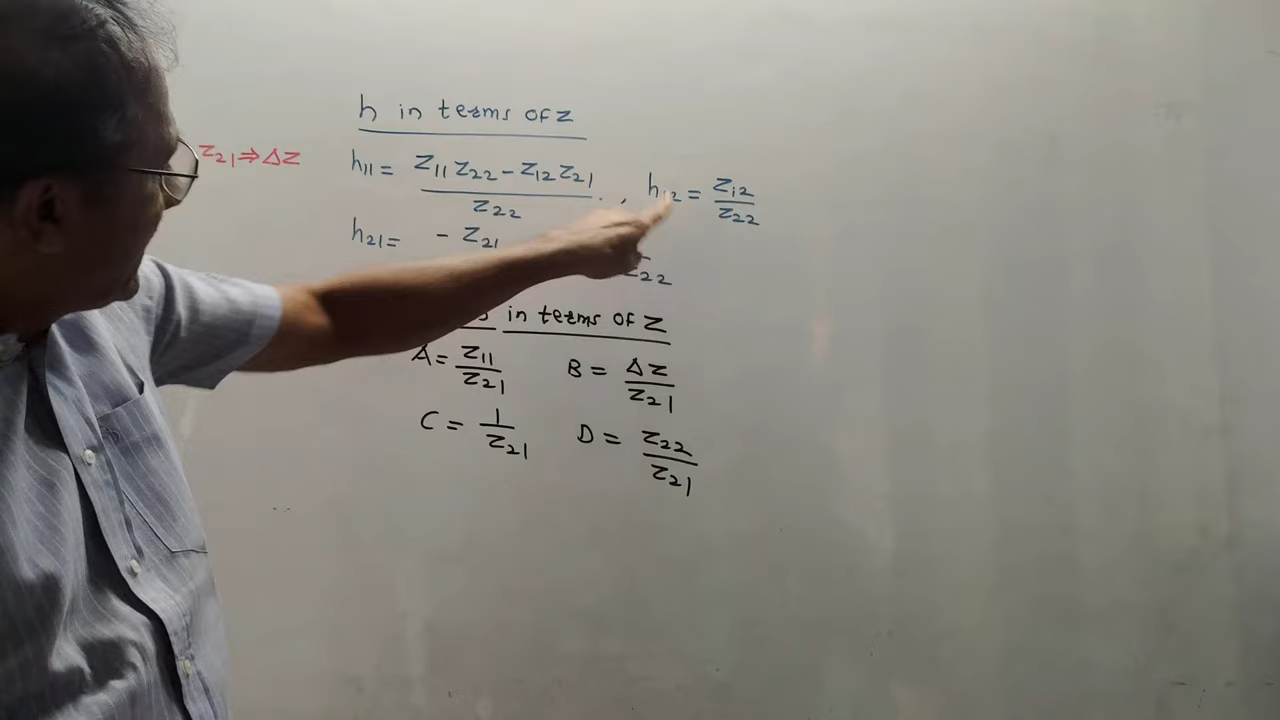 h in terms of Z
Z21 ⇒ ΔZ
h11 = Z11 Z22 - Z12 Z21 / Z22 , h12 = Z12 / Z22
h21 = - Z21
Z22
in terms of Z
A = Z11 / Z21 B = ΔZ / Z21
C = 1 / Z21 D = Z22 / Z21